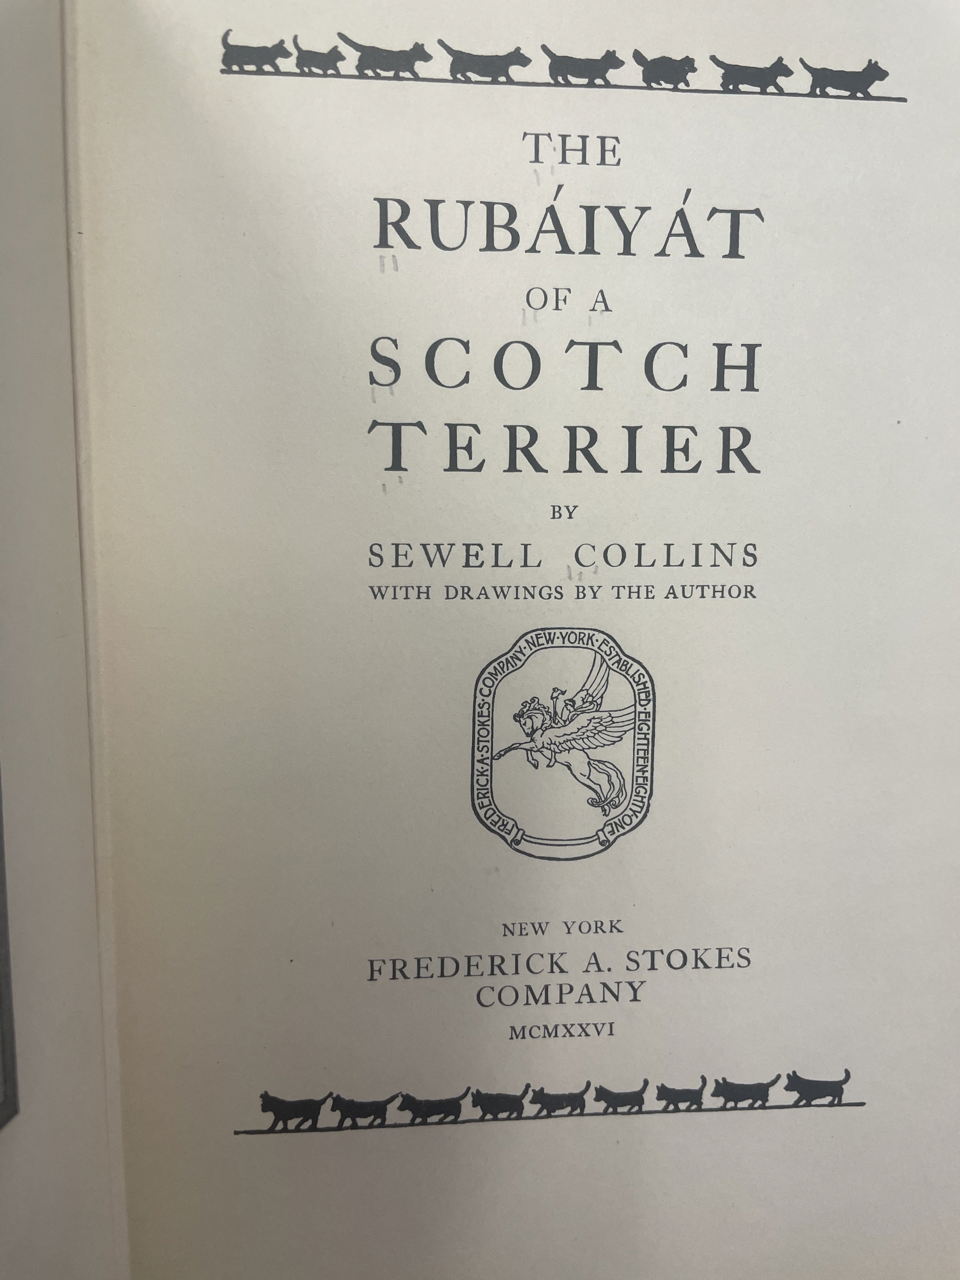 THE
RUBÁIYÁT
OF A
SCOTCH
TERRIER
BY
SEWELL COLLINS
WITH DRAWINGS BY THE AUTHOR
FREDERICK·A·STOKES·COMPANY·NEW·YORK·ESTABLISHED·EIGHTEEN·EIGHTY·ONE
NEW YORK
FREDERICK A. STOKES
COMPANY
MCMXXVI